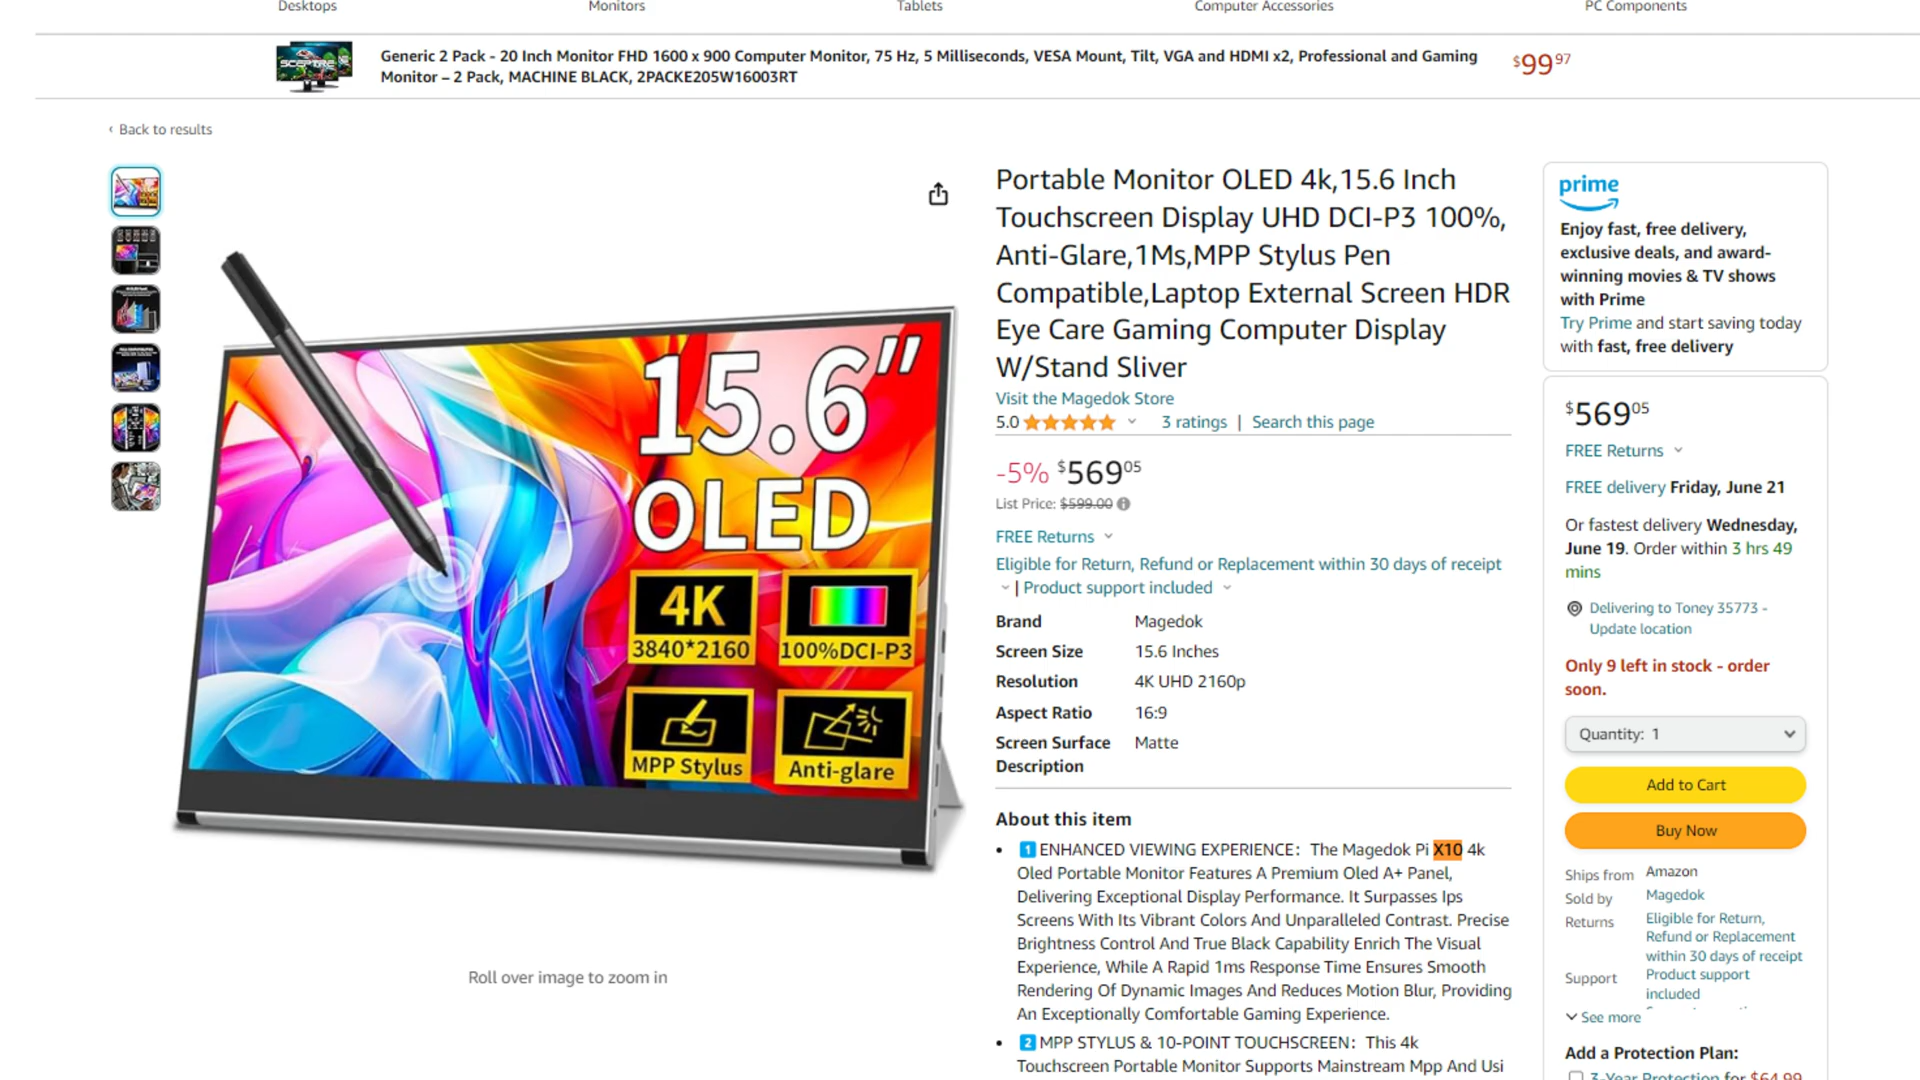 Desktops
Monitors
Tablets
Computer Accessories
PC Components
Generic 2 Pack - 20 Inch Monitor FHD 1600 x 900 Computer Monitor, 75 Hz, 5 Milliseconds, VESA Mount, Tilt, VGA and HDMI x2, Professional and Gaming
Monitor – 2 Pack, MACHINE BLACK, 2PACKE205W16003RT
$99 97
SCEPTRE
‹ Back to results
15.6"
OLED
4K
3840*2160
100%DCI-P3
MPP Stylus
Anti-glare
Roll over image to zoom in
Portable Monitor OLED 4k,15.6 Inch
Touchscreen Display UHD DCI-P3 100%,
Anti-Glare,1Ms,MPP Stylus Pen
Compatible,Laptop External Screen HDR
Eye Care Gaming Computer Display
W/Stand Sliver
Visit the Magedok Store
5.0
3 ratings | Search this page
-5% $569 05
List Price: $599.00
FREE Returns
Eligible for Return, Refund or Replacement within 30 days of receipt
| Product support included
Brand Magedok
Screen Size 15.6 Inches
Resolution 4K UHD 2160p
Aspect Ratio 16:9
Screen Surface Matte
Description
About this item
• 1 ENHANCED VIEWING EXPERIENCE：The Magedok Pi X10 4k
Oled Portable Monitor Features A Premium Oled A+ Panel,
Delivering Exceptional Display Performance. It Surpasses Ips
Screens With Its Vibrant Colors And Unparalleled Contrast. Precise
Brightness Control And True Black Capability Enrich The Visual
Experience, While A Rapid 1ms Response Time Ensures Smooth
Rendering Of Dynamic Images And Reduces Motion Blur, Providing
An Exceptionally Comfortable Gaming Experience.
• 2 MPP STYLUS & 10-POINT TOUCHSCREEN：This 4k
Touchscreen Portable Monitor Supports Mainstream Mpp And Usi
prime
Enjoy fast, free delivery,
exclusive deals, and award-
winning movies & TV shows
with Prime
Try Prime and start saving today
with fast, free delivery
$569 05
FREE Returns
FREE delivery Friday, June 21
Or fastest delivery Wednesday,
June 19. Order within 3 hrs 49
mins
Delivering to Toney 35773 -
Update location
Only 9 left in stock - order
soon.
Quantity: 1
Add to Cart
Buy Now
Ships from Amazon
Sold by Magedok
Returns Eligible for Return,
Refund or Replacement
within 30 days of receipt
Support Product support
included
See more
Add a Protection Plan:
3-Year Protection for $64.99